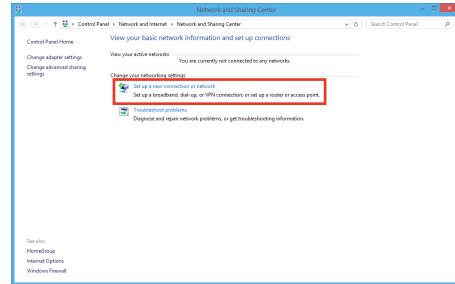 Network and Sharing Center
Control Panel › Network and Internet › Network and Sharing Center
Search Control Panel
Control Panel Home
Change adapter settings
Change advanced sharing
settings
View your basic network information and set up connections
View your active networks
You are currently not connected to any networks.
Change your networking settings
Set up a new connection or network
Set up a broadband, dial-up, or VPN connection; or set up a router or access point.
Troubleshoot problems
Diagnose and repair network problems, or get troubleshooting information.
See also
HomeGroup
Internet Options
Windows Firewall